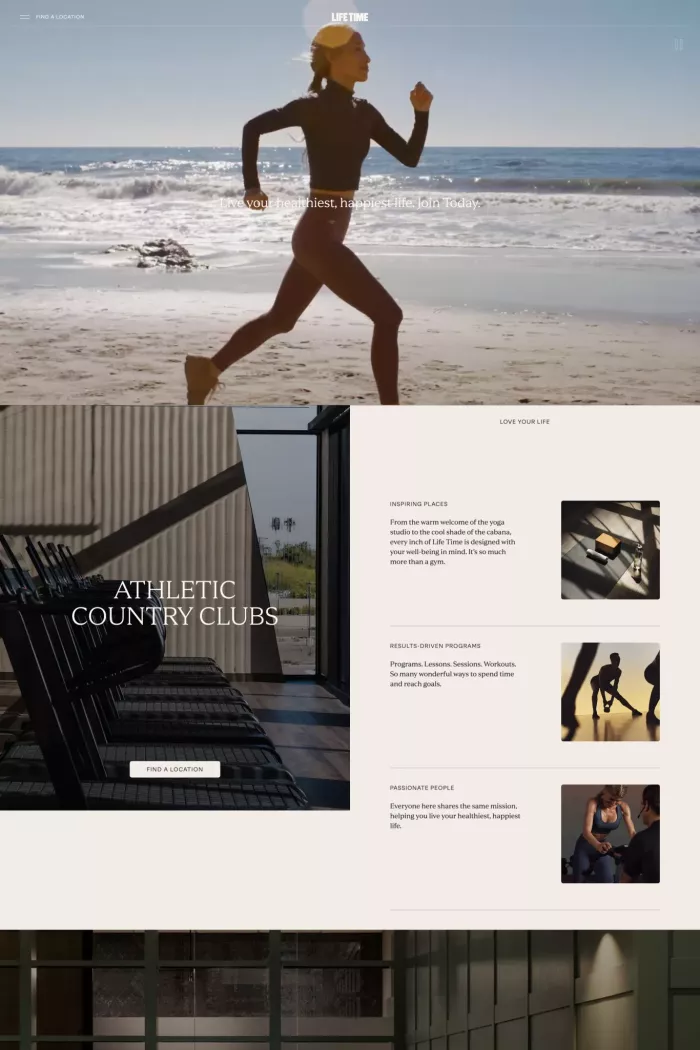 FIND A LOCATION
LIFE TIME
Live your healthiest, happiest life. Join Today.
ATHLETIC
COUNTRY CLUBS
FIND A LOCATION
LOVE YOUR LIFE
INSPIRING PLACES
From the warm welcome of the yoga
studio to the cool shade of the cabana,
every inch of Life Time is designed with
your well-being in mind. It's so much
more than a gym.
RESULTS-DRIVEN PROGRAMS
Programs. Lessons. Sessions. Workouts.
So many wonderful ways to spend time
and reach goals.
PASSIONATE PEOPLE
Everyone here shares the same mission,
helping you live your healthiest, happiest
life.